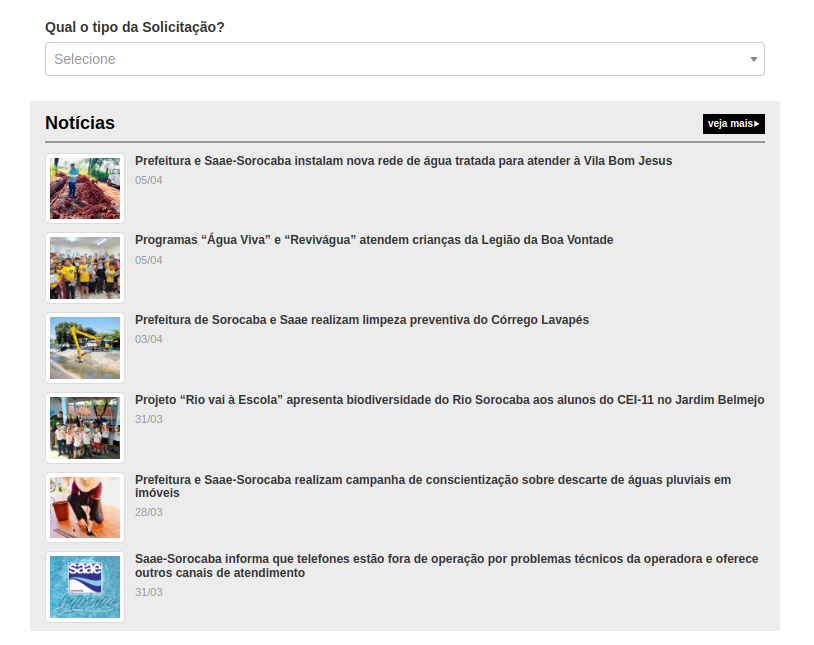 Qual o tipo da Solicitação?
Selecione
Notícias
veja mais
Prefeitura e Saae-Sorocaba instalam nova rede de água tratada para atender à Vila Bom Jesus
05/04
Programas “Água Viva” e “Revivágua” atendem crianças da Legião da Boa Vontade
05/04
Prefeitura de Sorocaba e Saae realizam limpeza preventiva do Córrego Lavapés
03/04
Projeto “Rio vai à Escola” apresenta biodiversidade do Rio Sorocaba aos alunos do CEI-11 no Jardim Belmejo
31/03
Prefeitura e Saae-Sorocaba realizam campanha de conscientização sobre descarte de águas pluviais em
imóveis
28/03
Saae-Sorocaba informa que telefones estão fora de operação por problemas técnicos da operadora e oferece
outros canais de atendimento
31/03
saae